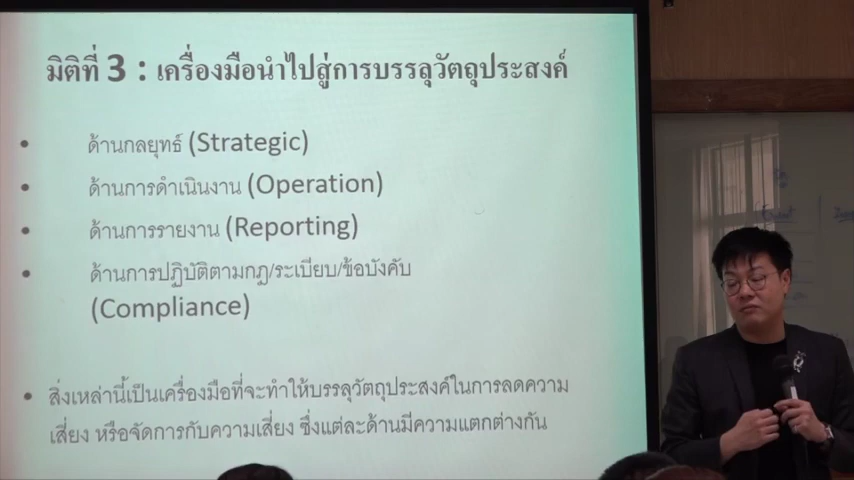 มิติที่ 3 : เครื่องมือนำไปสู่การบรรลุวัตถุประสงค์
• ด้านกลยุทธ์ (Strategic)
• ด้านการดำเนินงาน (Operation)
• ด้านการรายงาน (Reporting)
• ด้านการปฏิบัติตามกฎ/ระเบียบ/ข้อบังคับ
(Compliance)
• สิ่งเหล่านี้เป็นเครื่องมือที่จะทำให้บรรลุวัตถุประสงค์ในการลดความ
เสี่ยง หรือจัดการกับความเสี่ยง ซึ่งแต่ละด้านมีความแตกต่างกัน